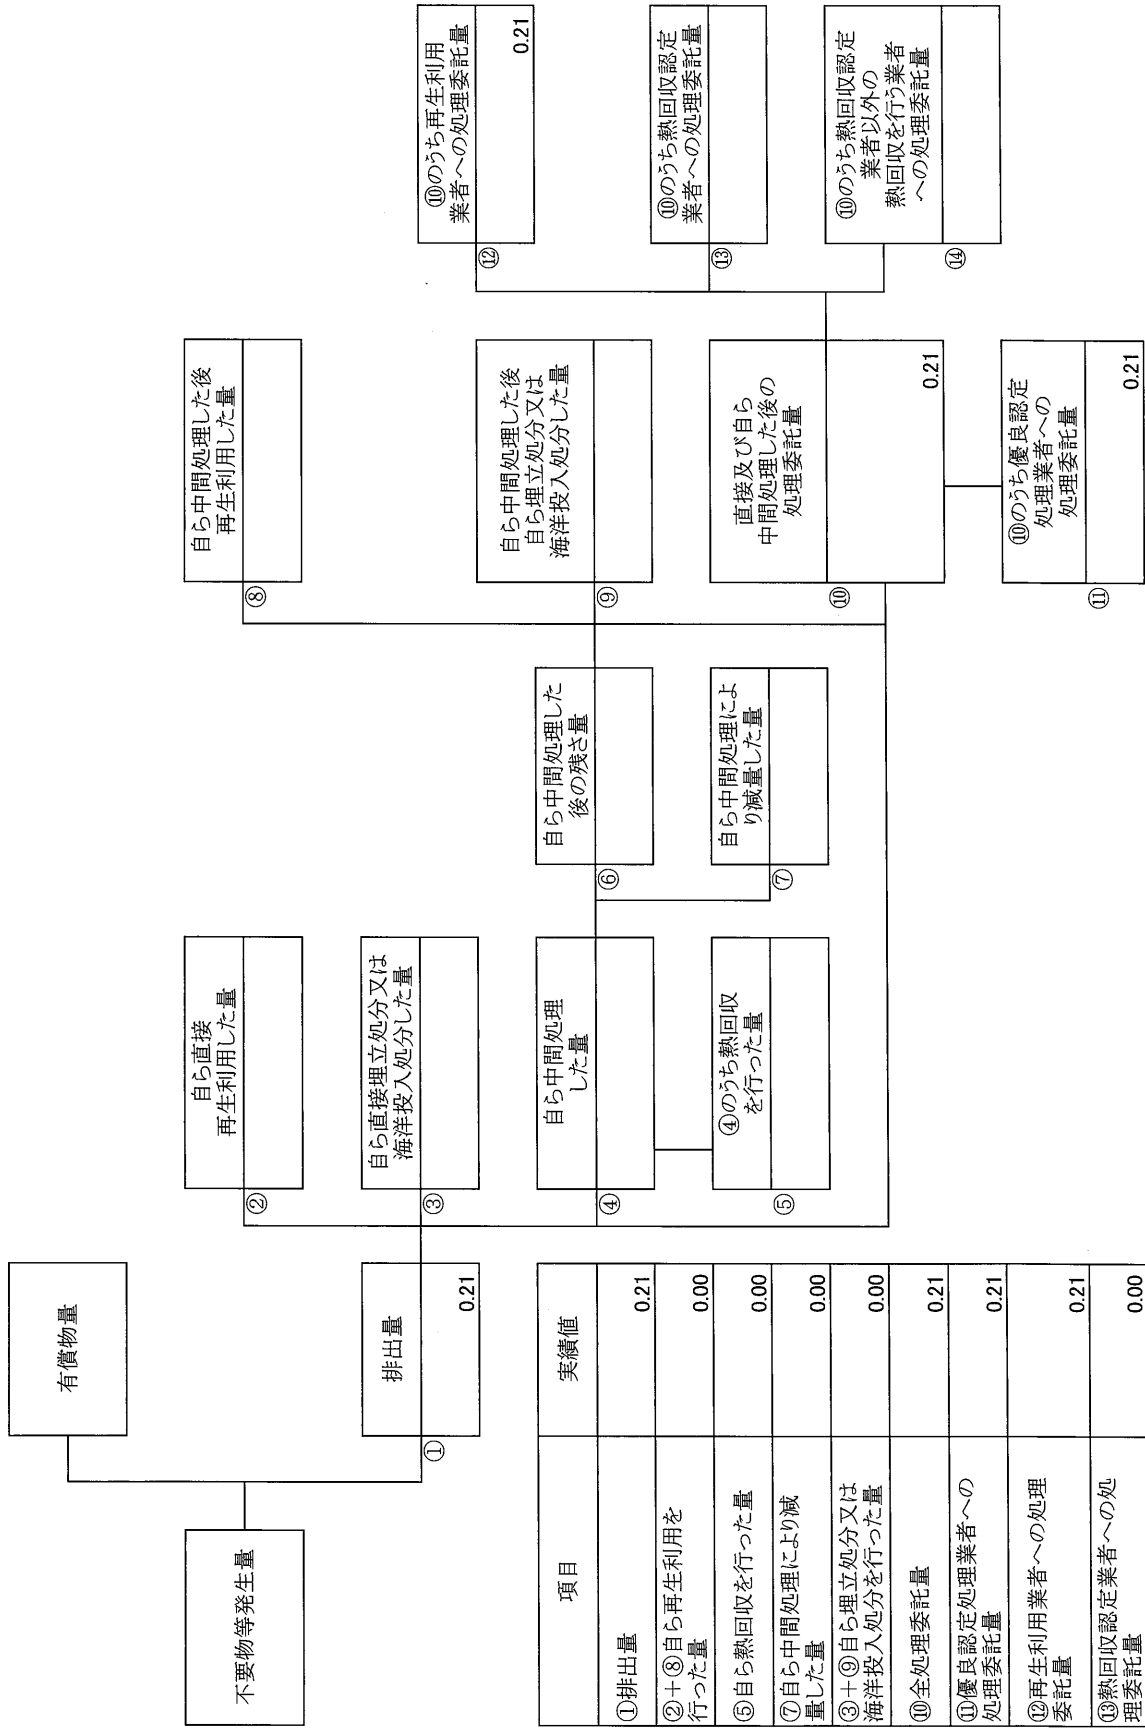 不要物等発生量
有償物量
①
排出量
0.21
②
自ら直接
再生利用した量
③
自ら直接埋立処分又は
海洋投入処分した量
④
自ら中間処理
した量
⑤
④のうち熱回収
を行った量
⑥
自ら中間処理した
後の残さ量
⑦
自ら中間処理によ
り減量した量
⑧
自ら中間処理した後
再生利用した量
⑨
自ら中間処理した後
自ら埋立処分又は
海洋投入処分した量
⑩
直接及び自ら
中間処理した後の
処理委託量
0.21
⑪
⑩のうち優良認定
処理業者への
処理委託量
0.21
⑫
⑩のうち再生利用
業者への処理委託量
0.21
⑬
⑩のうち熱回収認定
業者への処理委託量
⑭
⑩のうち熱回収認定
業者以外の
熱回収を行う業者
への処理委託量
項目 実績値
①排出量 0.21
②+⑧自ら再生利用を
行った量 0.00
⑤自ら熱回収を行った量 0.00
⑦自ら中間処理により減
量した量 0.00
③+⑨自ら埋立処分又は
海洋投入処分を行った量 0.00
⑩全処理委託量 0.21
⑪優良認定処理業者への
処理委託量 0.21
⑫再生利用業者への処理
委託量 0.21
⑬熱回収認定業者への処
理委託量 0.00